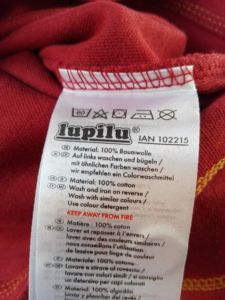 60
lupilu® IAN 102215
Material: 100% Baumwolle
Auf links waschen und bügeln /
mit ähnlichen Farben waschen /
wir empfehlen ein Colorwaschmittel
Material: 100% cotton
Wash and iron on reverse /
Wash with similar colours /
Use colour detergent
KEEP AWAY FROM FIRE
Matière : 100% coton
Laver et repasser à l'envers /
laver avec des couleurs similaires /
nous conseillons l'utilisation
de lessive pour linge de couleur
Materiale: 100% cotone
Lavare e stirare al rovescio /
lavare con colori simili / si consiglia
un detersivo per capi colorati
Material: 100% algodón